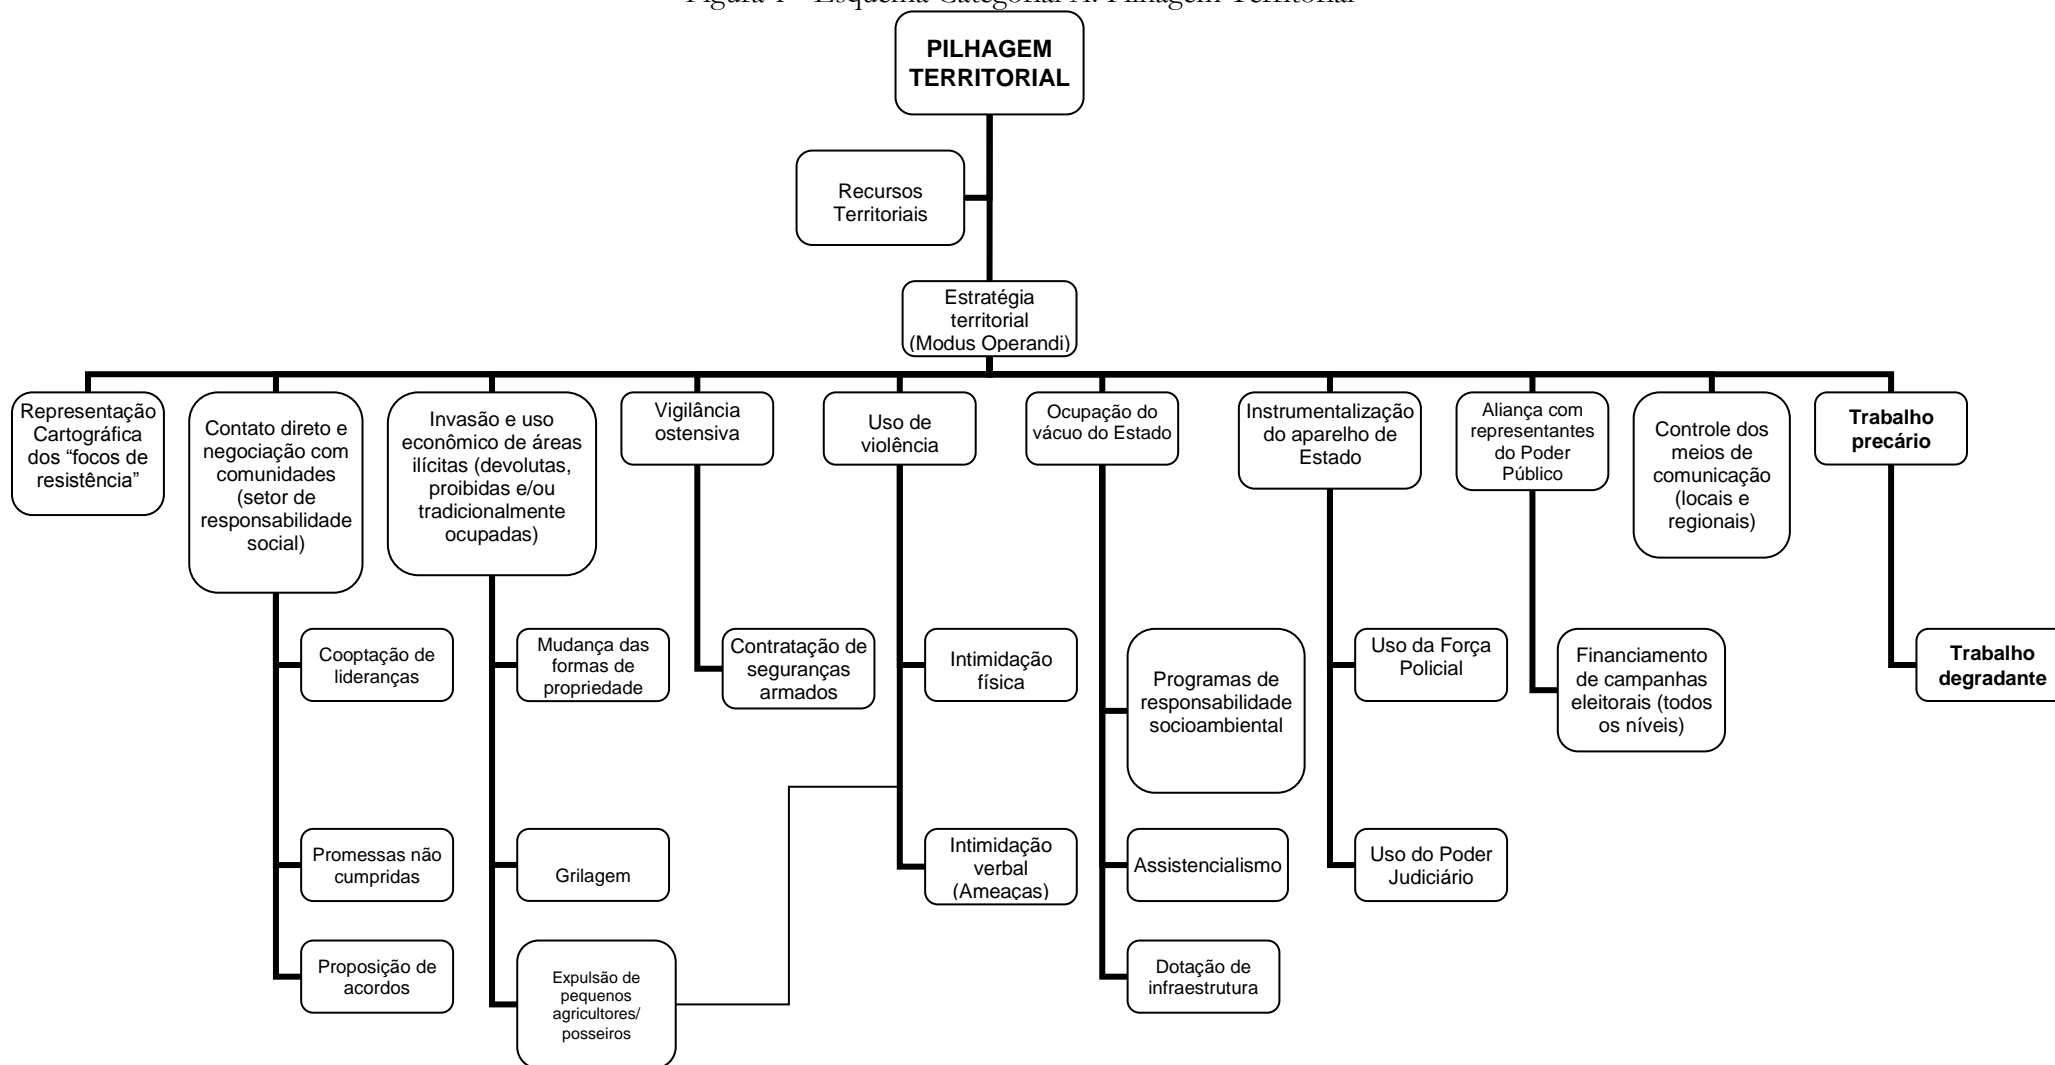 PILHAGEM
TERRITORIAL
Recursos
Territoriais
Estratégia
territorial
(Modus Operandi)
Representação
Cartográfica
dos “focos de
resistência”
Contato direto e
negociação com
comunidades
(setor de
responsabilidade
social)
Invasão e uso
econômico de áreas
ilícitas (devolutas,
proibidas e/ou
tradicionalmente
ocupadas)
Vigilância
ostensiva
Uso de
violência
Ocupação do
vácuo do Estado
Instrumentalização
do aparelho de
Estado
Aliança com
representantes
do Poder
Público
Controle dos
meios de
comunicação
(locais e
regionais)
Trabalho
precário
Cooptação de
lideranças
Mudança das
formas de
propriedade
Contratação de
seguranças
armados
Intimidação
física
Programas de
responsabilidade
socioambiental
Uso da Força
Policial
Financiamento
de campanhas
eleitorais (todos
os níveis)
Trabalho
degradante
Promessas não
cumpridas
Grilagem
Intimidação
verbal
(Ameaças)
Assistencialismo
Uso do Poder
Judiciário
Proposição de
acordos
Expulsão de
pequenos
agricultores/
posseiros
Dotação de
infraestrutura